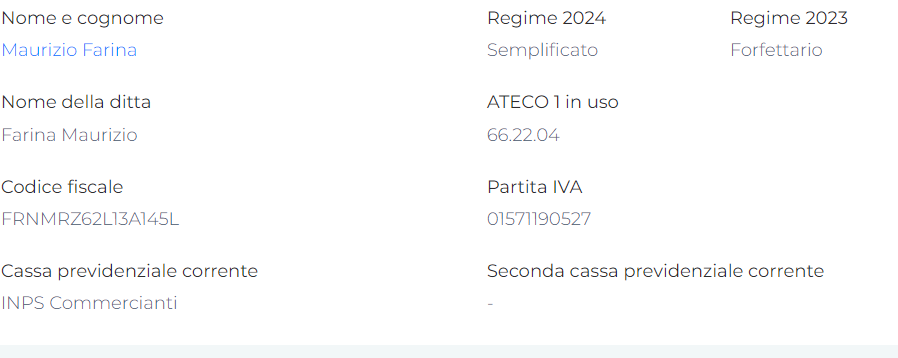 Nome e cognome
Regime 2024
Regime 2023
Maurizio Farina
Semplificato
Forfettario
Nome della ditta
ATECO 1 in uso
Farina Maurizio
66.22.04
Codice fiscale
Partita IVA
FRNMRZ62L13A145L
01571190527
Cassa previdenziale corrente
Seconda cassa previdenziale corrente
INPS Commercianti
-